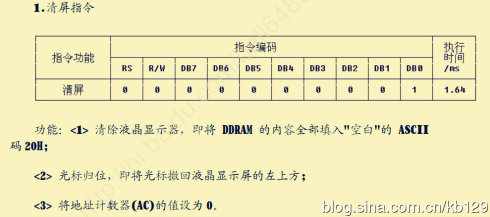 1.清屏指令
指令功能 指令编码 执行时间/ms
RS R/W DB7 DB6 DB5 DB4 DB3 DB2 DB1 DB0
清屏 0 0 0 0 0 0 0 0 0 1 1.64
功能: <1> 清除液晶显示器, 即将 DDRAM 的内容全部填入"空白"的 ASCII
码 20H;
<2> 光标归位, 即将光标撤回液晶显示屏的左上方;
<3> 将地址计数器(AC)的值设为 0.
blog.sina.com.cn/kb129